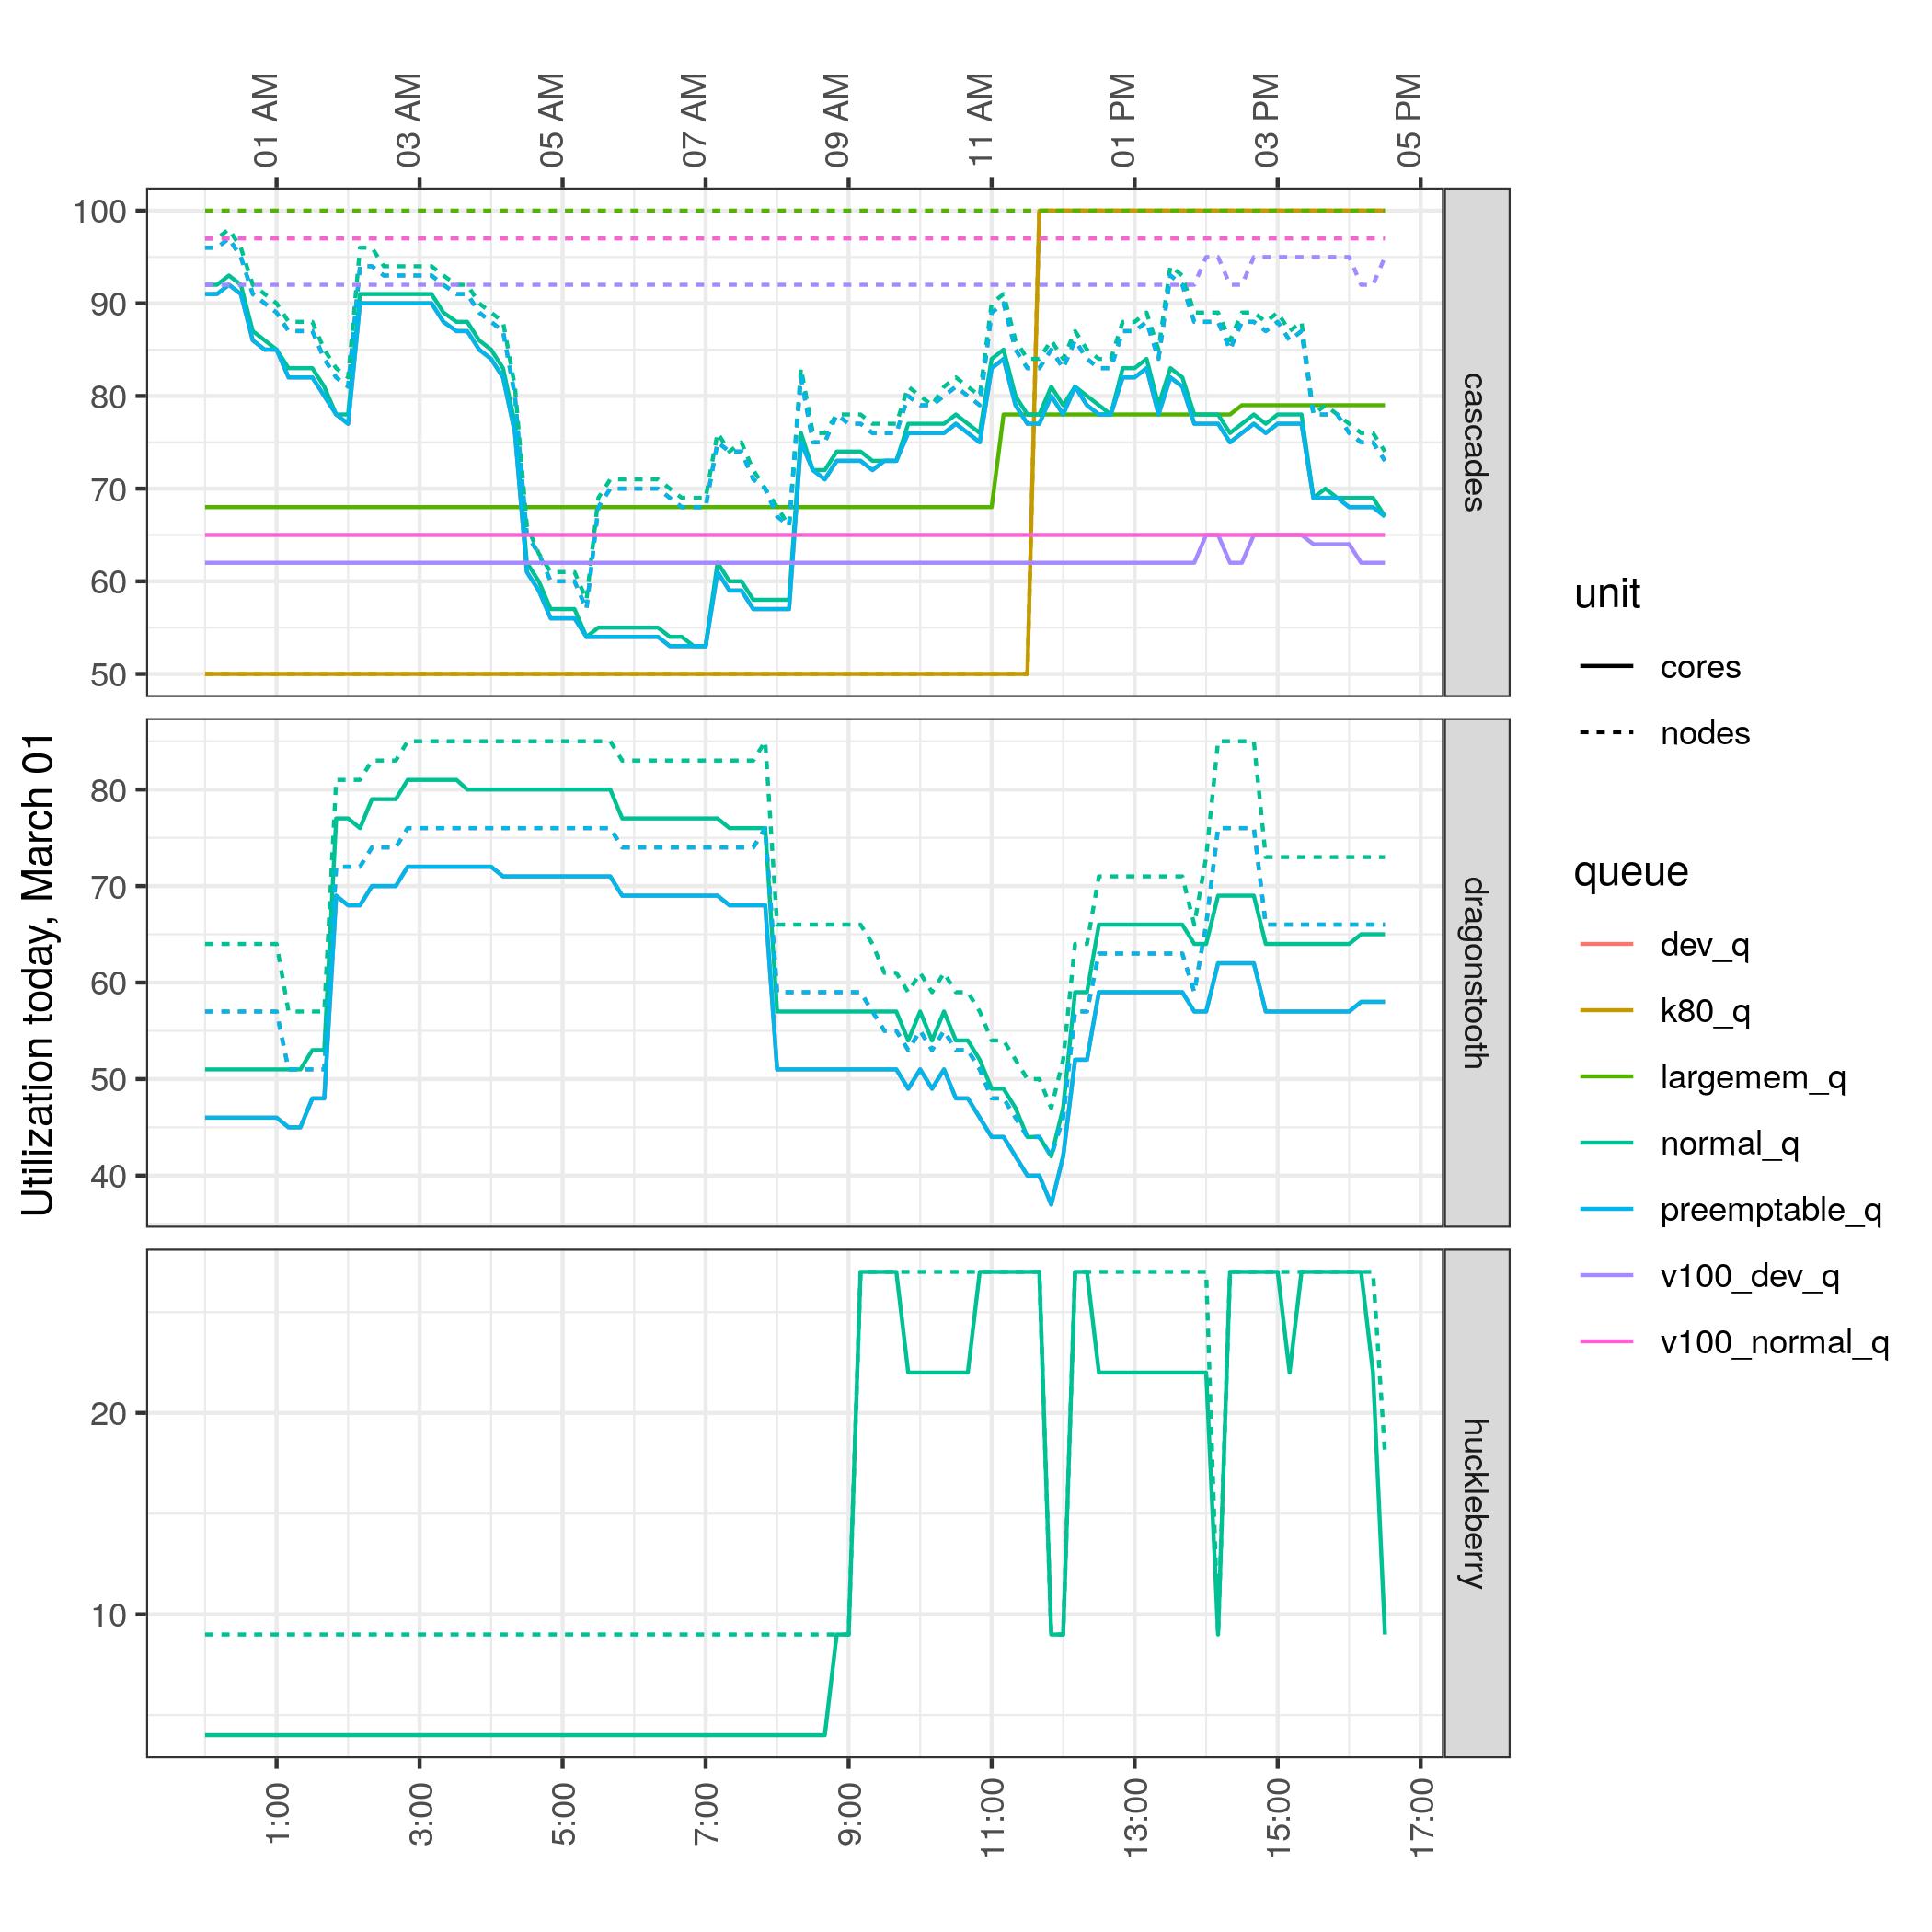 01 AM
03 AM
05 AM
07 AM
09 AM
11 AM
01 PM
03 PM
05 PM
Utilization today, March 01
100
90
80
70
60
50
cascades
80
70
60
50
40
dragonstooth
20
10
huckleberry
1:00
3:00
5:00
7:00
9:00
11:00
13:00
15:00
17:00
unit
cores
nodes
queue
dev_q
k80_q
largemem_q
normal_q
preemptable_q
v100_dev_q
v100_normal_q